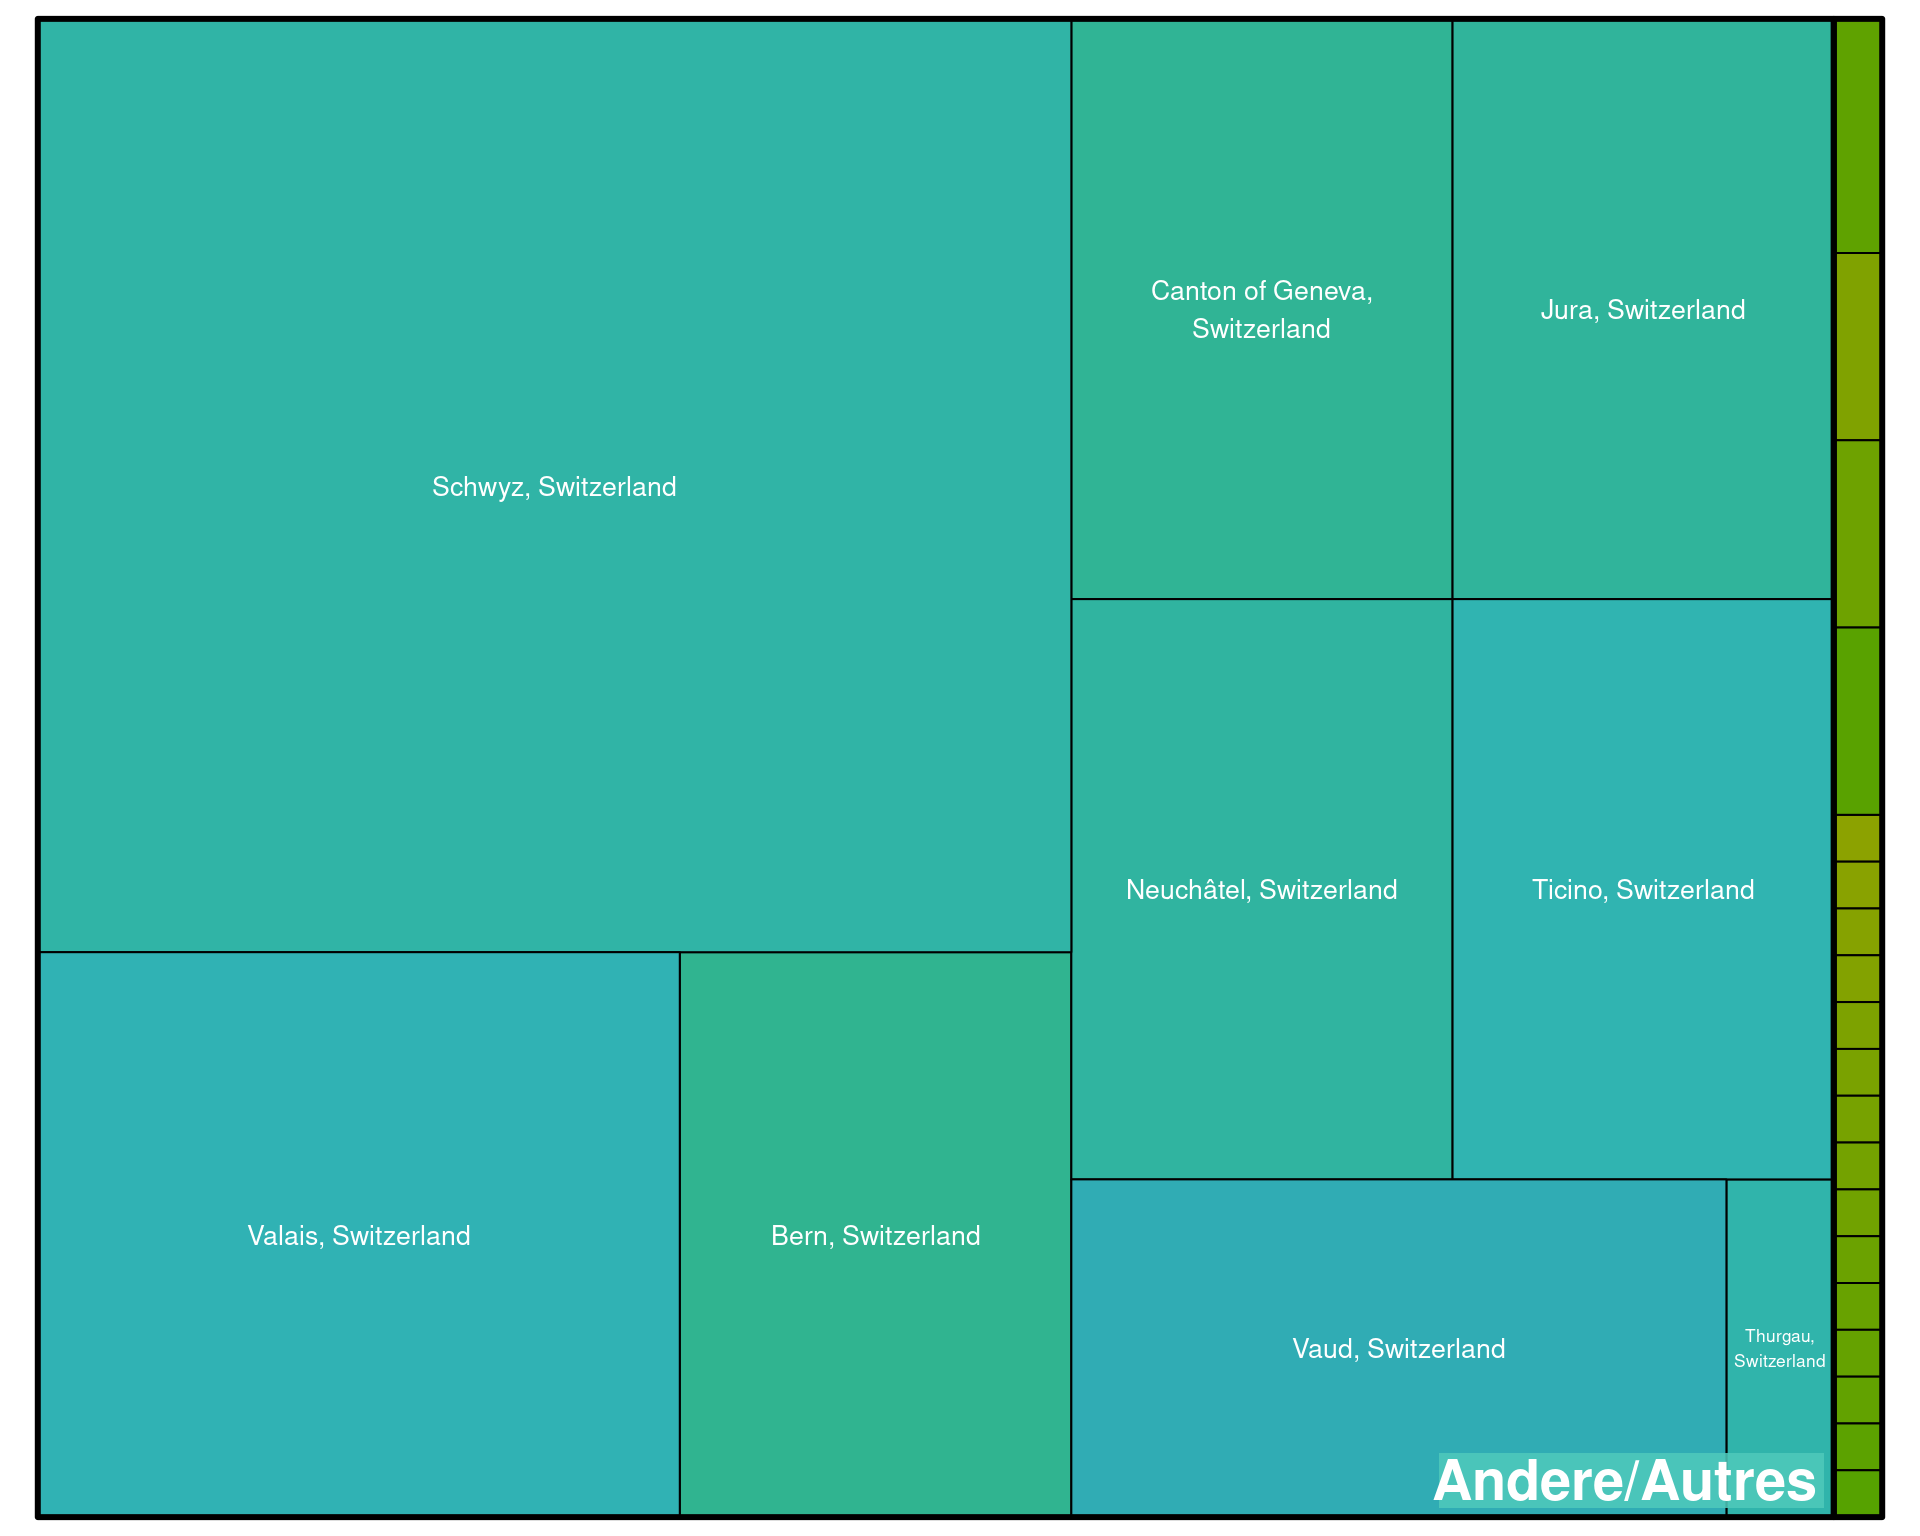 Schwyz, Switzerland
Canton of Geneva,
Switzerland
Jura, Switzerland
Neuchâtel, Switzerland
Ticino, Switzerland
Valais, Switzerland
Bern, Switzerland
Vaud, Switzerland
Thurgau,
Switzerland
Andere/Autres